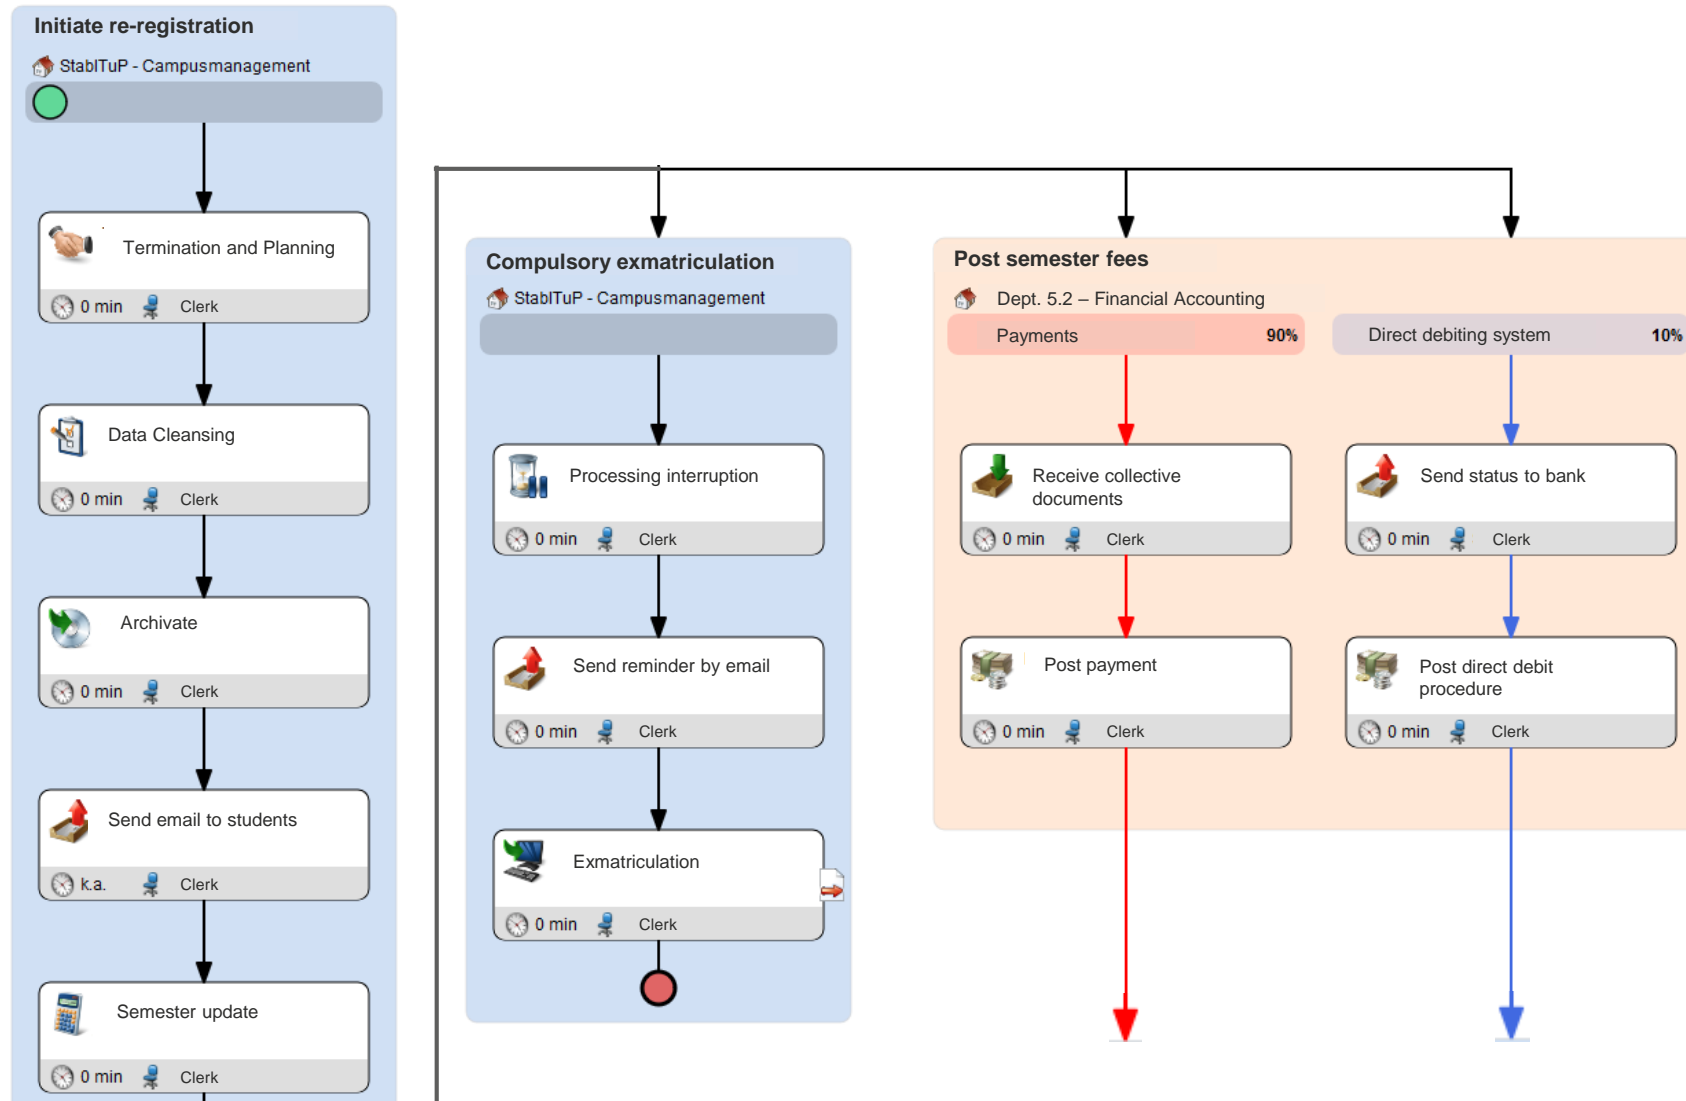 Initiate re-registration
StabITuP - Campusmanagement
Termination and Planning
0 min Clerk
Data Cleansing
0 min Clerk
Archivate
0 min Clerk
Send email to students
k.a. Clerk
Semester update
0 min Clerk
Compulsory exmatriculation
StabITuP - Campusmanagement
Processing interruption
0 min Clerk
Send reminder by email
0 min Clerk
Exmatriculation
0 min Clerk
Post semester fees
Dept. 5.2 – Financial Accounting
Payments 90%
Receive collective
documents
0 min Clerk
Post payment
0 min Clerk
Direct debiting system 10%
Send status to bank
0 min Clerk
Post direct debit
procedure
0 min Clerk